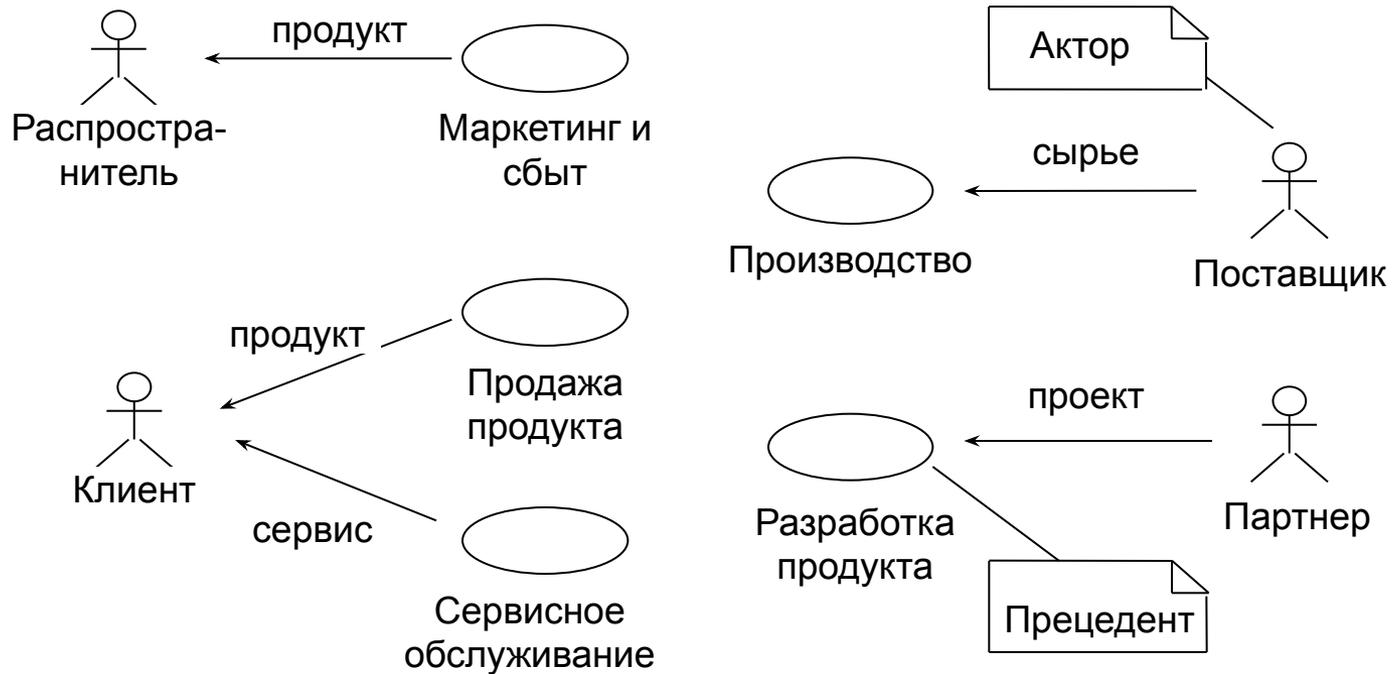 продукт
Распростра-
нитель
Маркетинг и
сбыт
Актор
сырье
Производство
Поставщик
продукт
Продажа
продукта
Клиент
сервис
Сервисное
обслуживание
проект
Разработка
продукта
Партнер
Прецедент